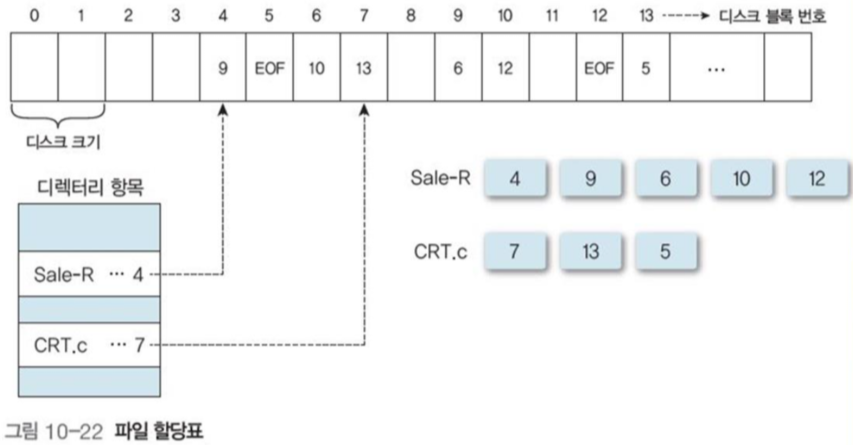 0 1 2 3 4 5 6 7 8 9 10 11 12 13 디스크 블록 번호
9 EOF 10 13 6 12 EOF 5 ⋯
디스크 크기
디렉터리 항목
Sale-R ⋯ 4
CRT.c ⋯ 7
Sale-R 4 9 6 10 12
CRT.c 7 13 5
그림 10-22 파일 할당표